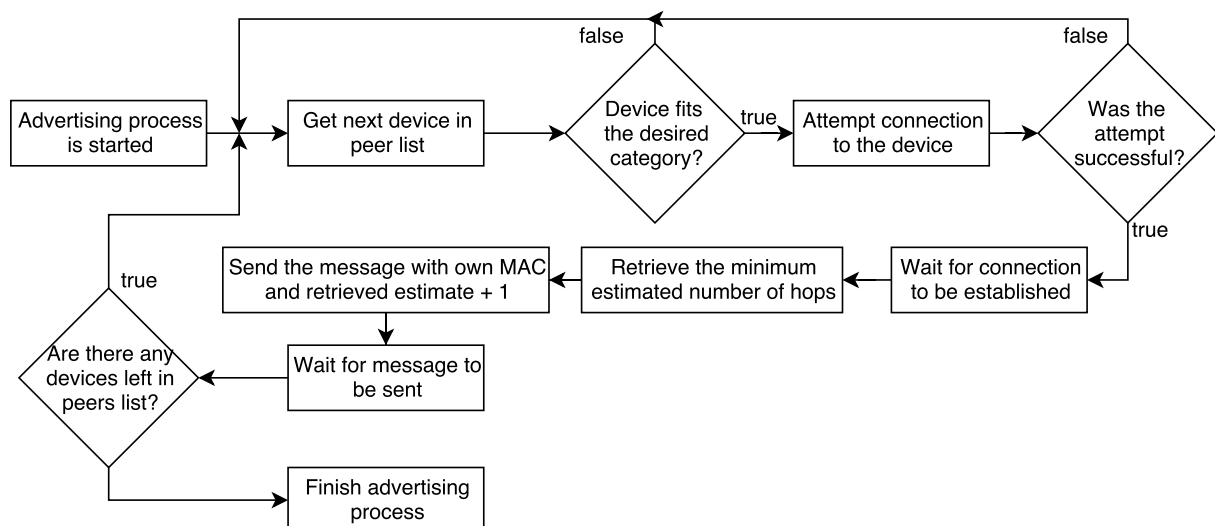 false
false
Advertising process
is started
Get next device in
peer list
Device fits
the desired
category?
true
Attempt connection
to the device
Was the
attempt
successful?
true
Wait for connection
to be established
Retrieve the minimum
estimated number of hops
Send the message with own MAC
and retrieved estimate + 1
Wait for message to
be sent
true
Are there any
devices left in
peers list?
Finish advertising
process